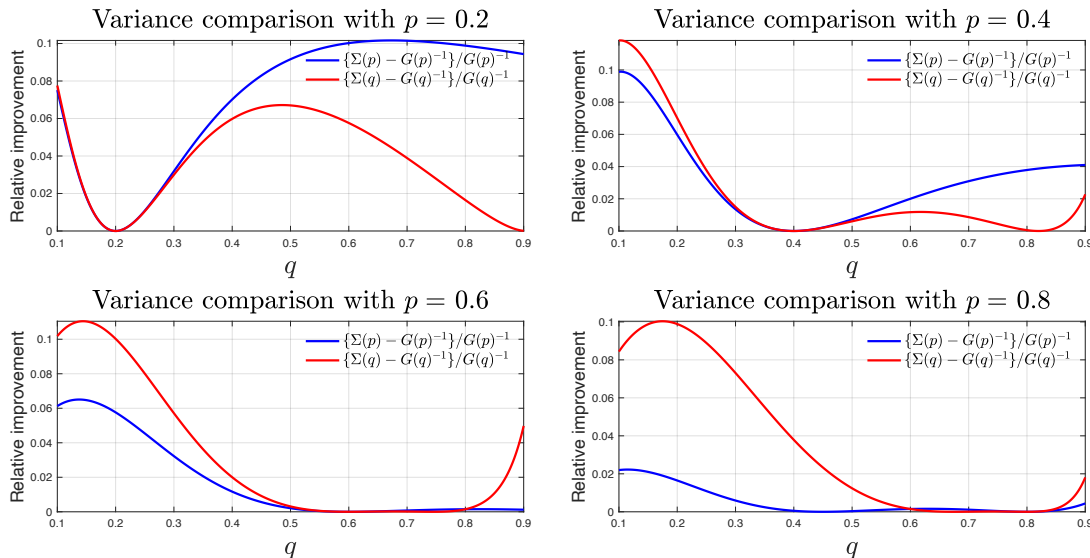 Variance comparison with p = 0.2
Relative improvement
0.1
0.08
0.06
0.04
0.02
0
{Σ(p) − G(p)⁻¹}/G(p)⁻¹
{Σ(q) − G(q)⁻¹}/G(q)⁻¹
0.1 0.2 0.3 0.4 0.5 0.6 0.7 0.8 0.9
q
Variance comparison with p = 0.4
Relative improvement
0.1
0.08
0.06
0.04
0.02
0
{Σ(p) − G(p)⁻¹}/G(p)⁻¹
{Σ(q) − G(q)⁻¹}/G(q)⁻¹
0.1 0.2 0.3 0.4 0.5 0.6 0.7 0.8 0.9
q
Variance comparison with p = 0.6
Relative improvement
0.1
0.08
0.06
0.04
0.02
0
{Σ(p) − G(p)⁻¹}/G(p)⁻¹
{Σ(q) − G(q)⁻¹}/G(q)⁻¹
0.1 0.2 0.3 0.4 0.5 0.6 0.7 0.8 0.9
q
Variance comparison with p = 0.8
Relative improvement
0.1
0.08
0.06
0.04
0.02
0
{Σ(p) − G(p)⁻¹}/G(p)⁻¹
{Σ(q) − G(q)⁻¹}/G(q)⁻¹
0.1 0.2 0.3 0.4 0.5 0.6 0.7 0.8 0.9
q